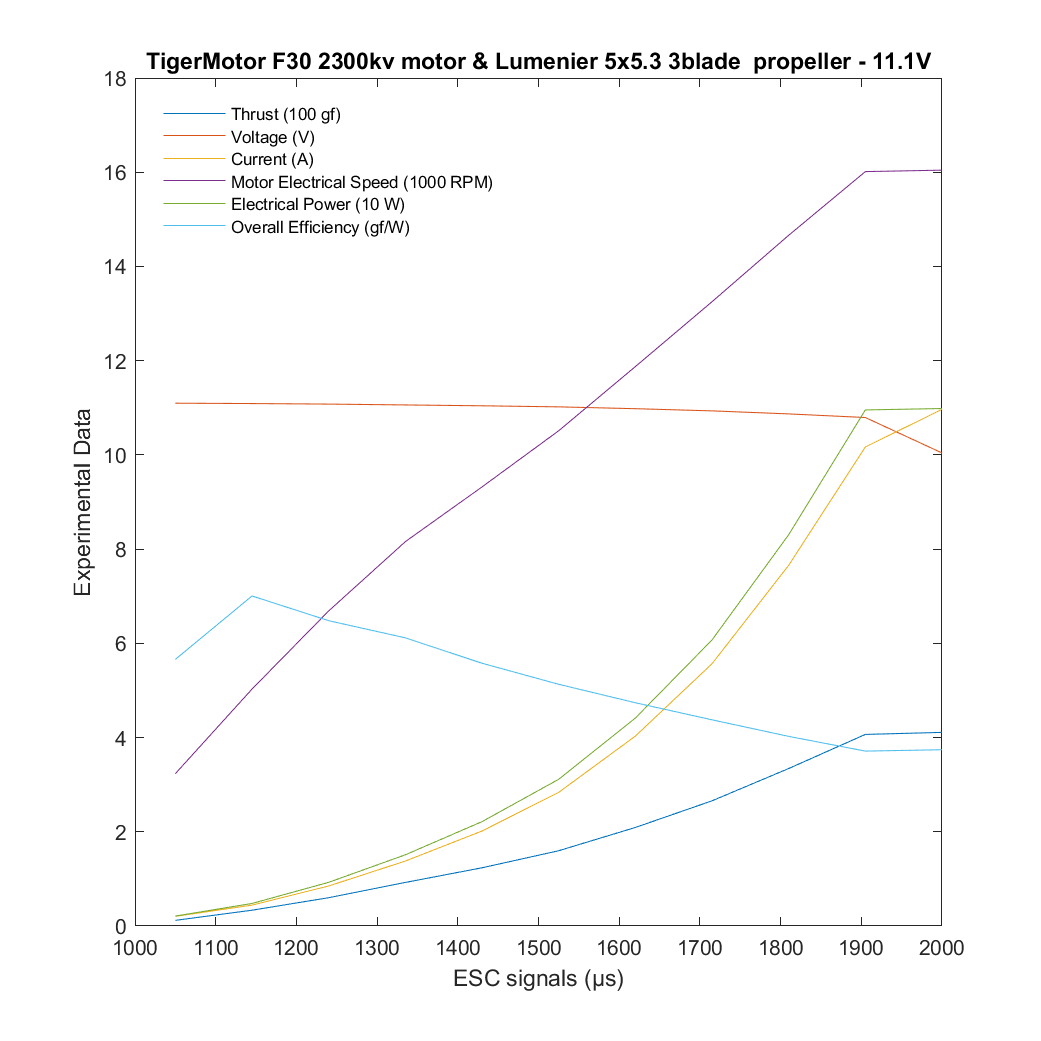 TigerMotor F30 2300kv motor & Lumenier 5x5.3 3blade  propeller - 11.1V
18
16
14
12
10
8
6
4
2
0
Experimental Data
Thrust (100 gf)
Voltage (V)
Current (A)
Motor Electrical Speed (1000 RPM)
Electrical Power (10 W)
Overall Efficiency (gf/W)
1000 1100 1200 1300 1400 1500 1600 1700 1800 1900 2000
ESC signals (µs)